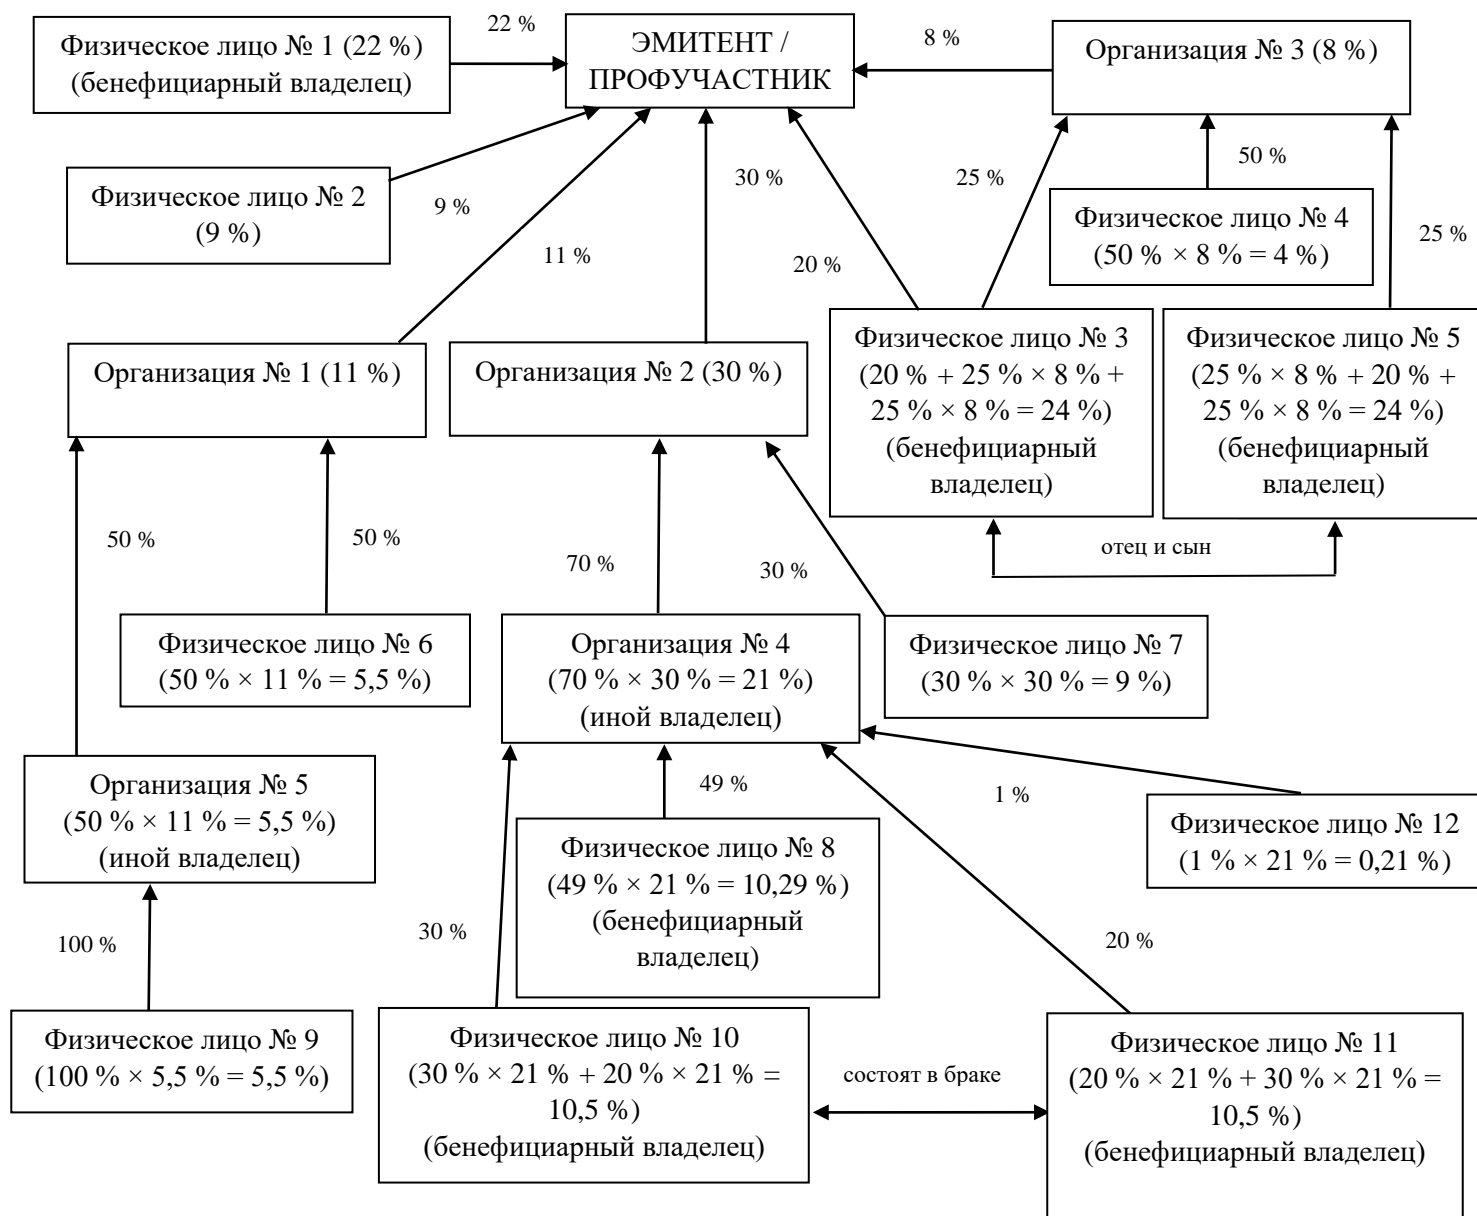 Физическое лицо № 1 (22 %)
(бенефициарный владелец)
22 %
ЭМИТЕНТ /
ПРОФУЧАСТНИК
8 %
Организация № 3 (8 %)
Физическое лицо № 2
(9 %)
9 %
11 %
30 %
20 %
25 %
50 %
Физическое лицо № 4
(50 % × 8 % = 4 %)
25 %
Организация № 1 (11 %)
Организация № 2 (30 %)
Физическое лицо № 3
(20 % + 25 % × 8 % +
25 % × 8 % = 24 %)
(бенефициарный
владелец)
Физическое лицо № 5
(25 % × 8 % + 20 % +
25 % × 8 % = 24 %)
(бенефициарный
владелец)
отец и сын
50 %
50 %
70 %
30 %
Физическое лицо № 6
(50 % × 11 % = 5,5 %)
Организация № 4
(70 % × 30 % = 21 %)
(иной владелец)
Физическое лицо № 7
(30 % × 30 % = 9 %)
Организация № 5
(50 % × 11 % = 5,5 %)
(иной владелец)
49 %
1 %
Физическое лицо № 8
(49 % × 21 % = 10,29 %)
(бенефициарный
владелец)
Физическое лицо № 12
(1 % × 21 % = 0,21 %)
100 %
30 %
20 %
Физическое лицо № 9
(100 % × 5,5 % = 5,5 %)
Физическое лицо № 10
(30 % × 21 % + 20 % × 21 % =
10,5 %)
(бенефициарный владелец)
состоят в браке
Физическое лицо № 11
(20 % × 21 % + 30 % × 21 % =
10,5 %)
(бенефициарный владелец)